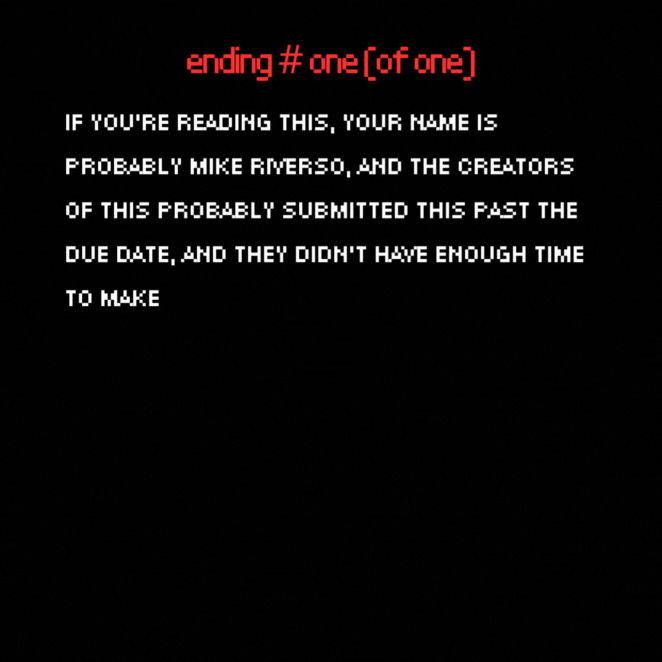 ending # one (of one)
IF YOU'RE READING THIS, YOUR NAME IS
PROBABLY MIKE RIVERSO, AND THE CREATORS
OF THIS PROBABLY SUBMITTED THIS PAST THE
DUE DATE, AND THEY DIDN'T HAVE ENOUGH TIME
TO MAKE